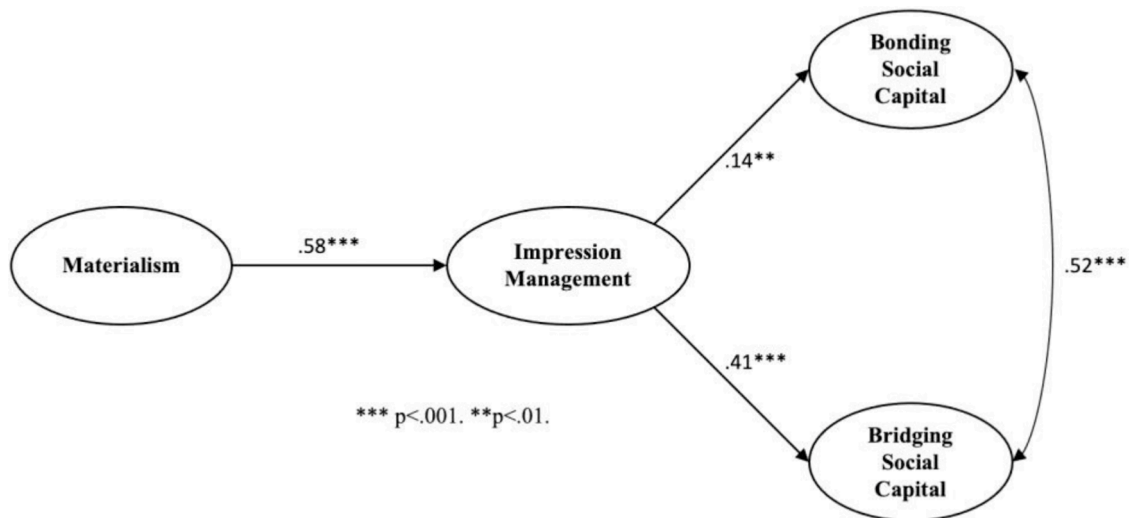 Bonding
Social
Capital
.14**
Materialism
.58***
Impression
Management
.52***
.41***
*** p<.001. **p<.01.
Bridging
Social
Capital